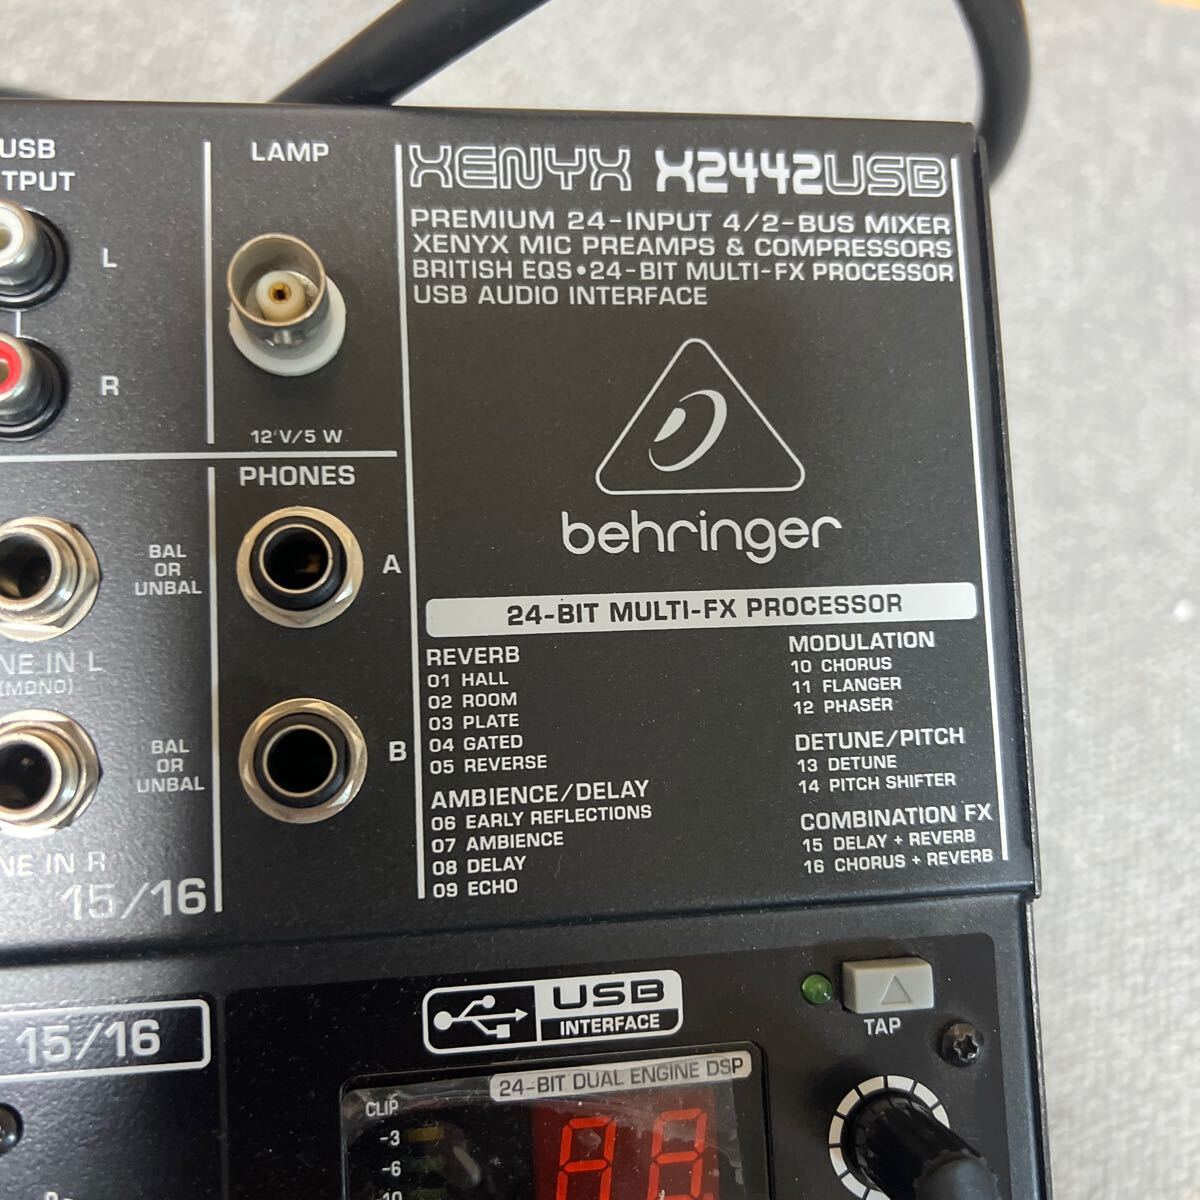 USB
LAMP
L
R
12 V/5 W
PHONES
A
B
BAL
OR
UNBAL
IN L
(MONO)
BAL
OR
UNBAL
IN R
15/16
XENYX X2442USB
PREMIUM 24-INPUT 4/2-BUS MIXER
XENYX MIC PREAMPS & COMPRESSORS
BRITISH EQS•24-BIT MULTI-FX PROCESSOR
USB AUDIO INTERFACE
behringer
24-BIT MULTI-FX PROCESSOR
REVERB
01 HALL
02 ROOM
03 PLATE
04 GATED
05 REVERSE
AMBIENCE/DELAY
06 EARLY REFLECTIONS
07 AMBIENCE
08 DELAY
09 ECHO
MODULATION
10 CHORUS
11 FLANGER
12 PHASER
DETUNE/PITCH
13 DETUNE
14 PITCH SHIFTER
COMBINATION FX
15 DELAY + REVERB
16 CHORUS + REVERB
15/16
USB
INTERFACE
TAP
24-BIT DUAL ENGINE DSP
CLIP
-3
-6
-10